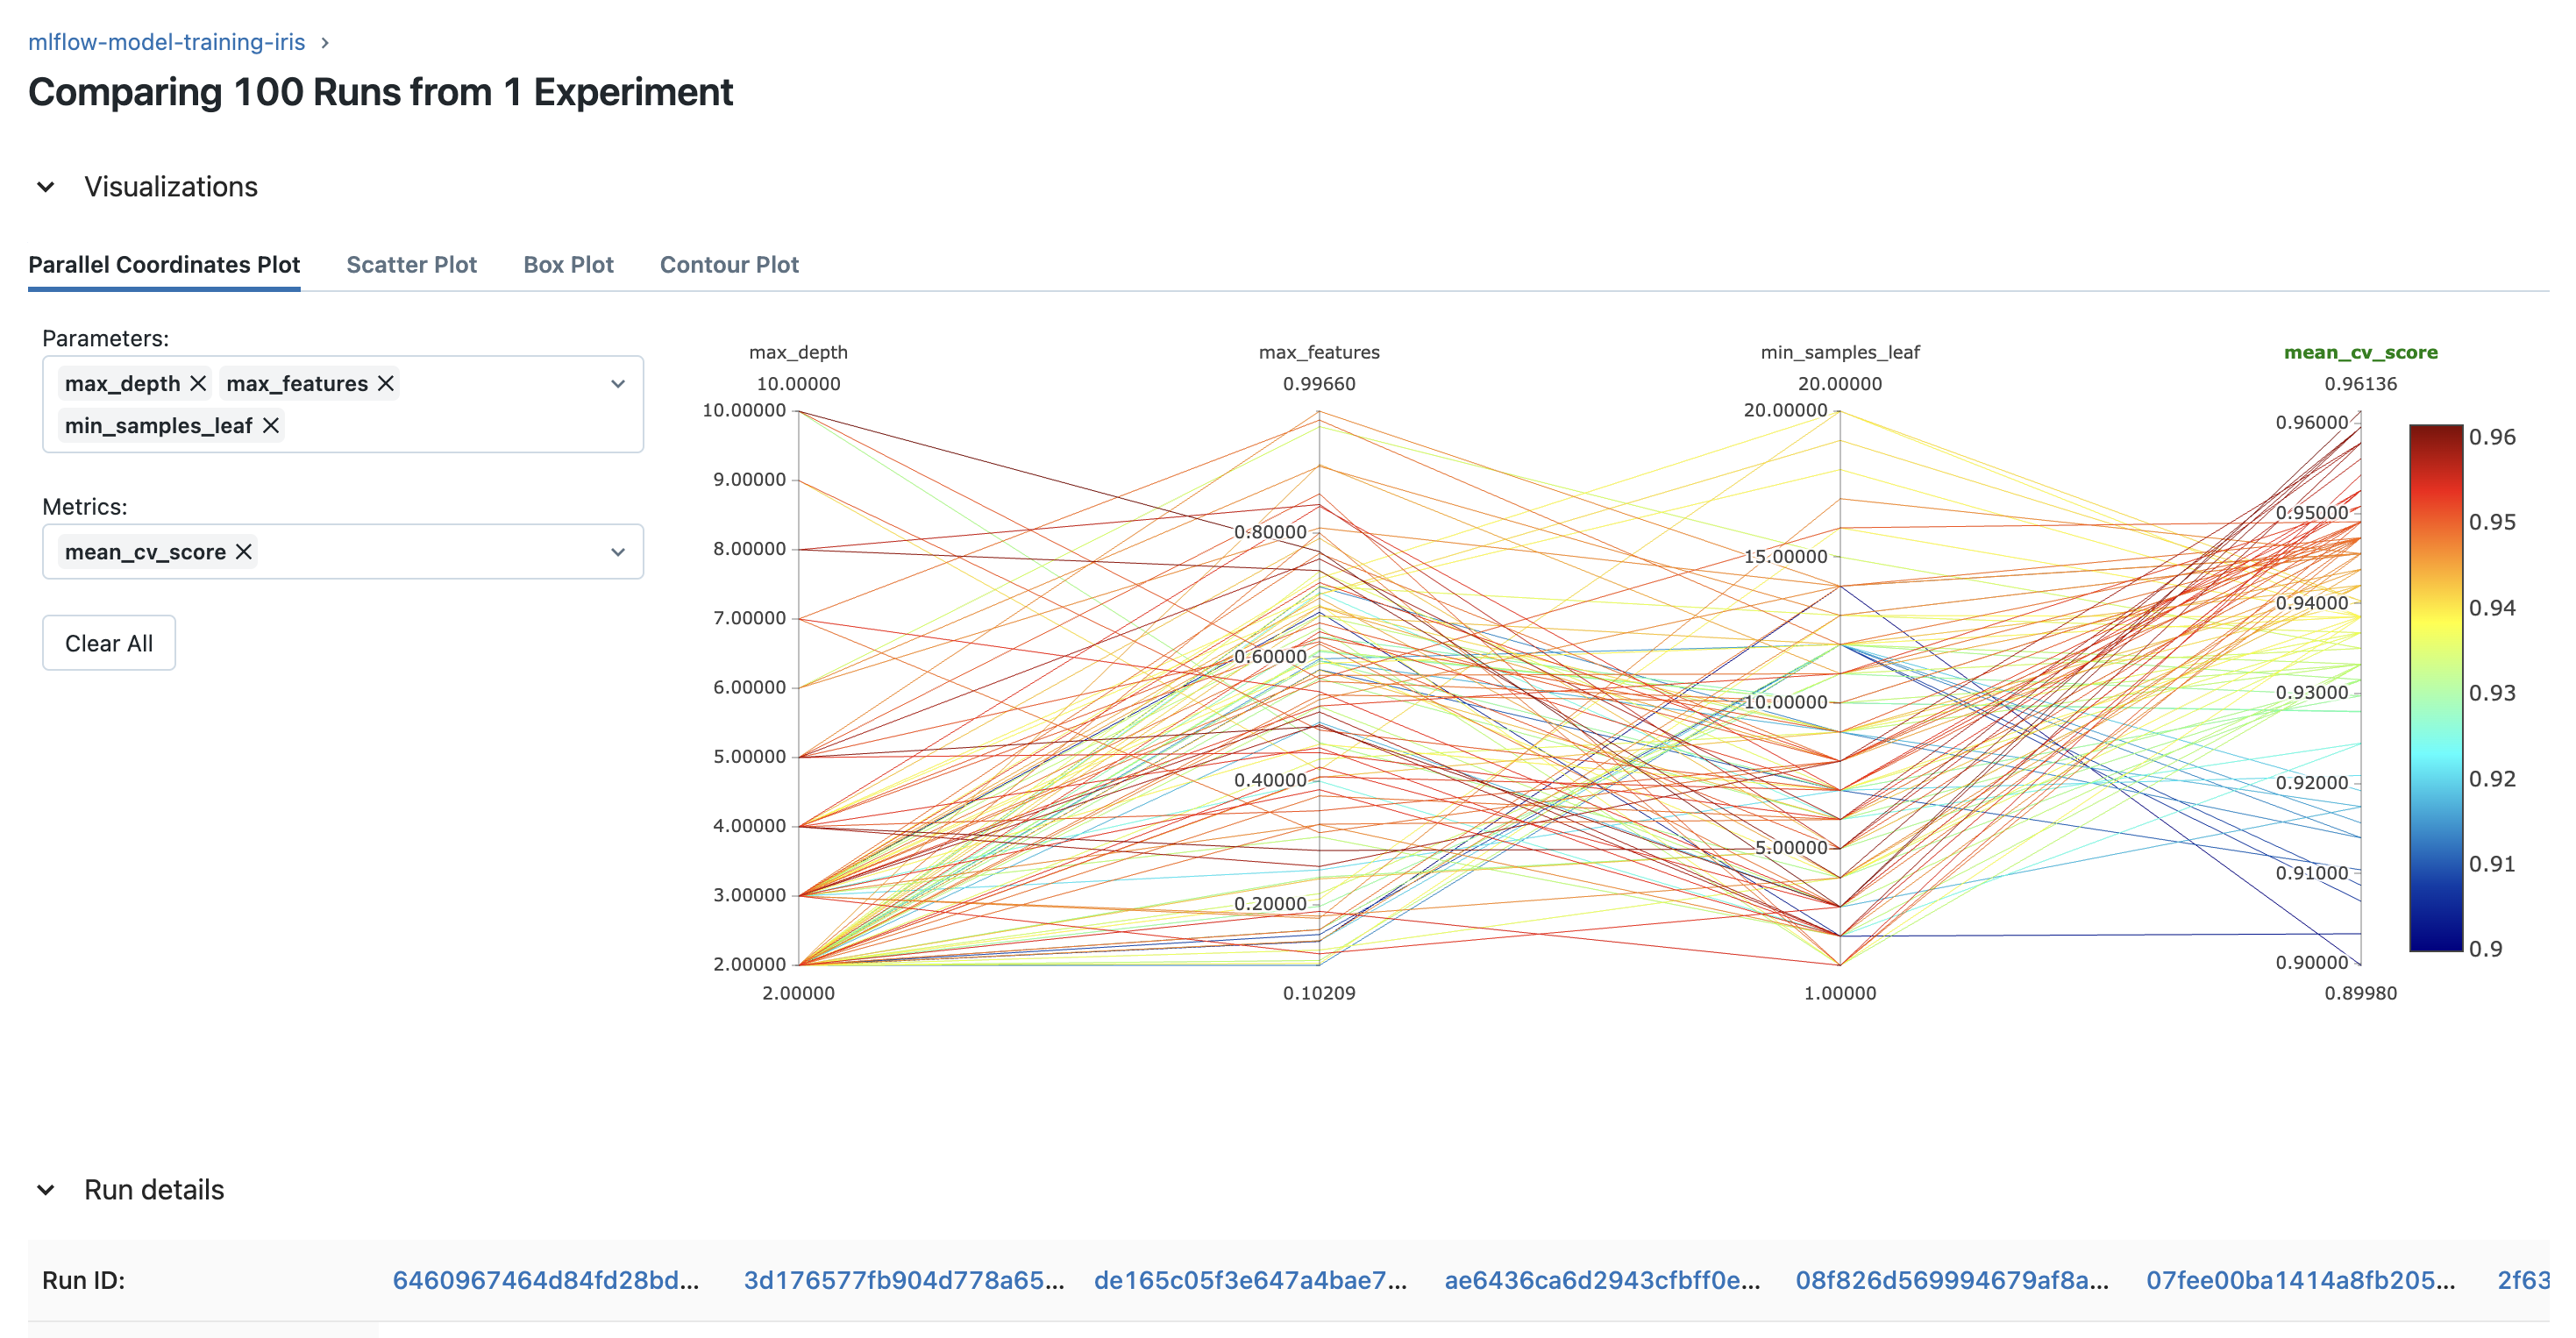 mlflow-model-training-iris
Comparing 100 Runs from 1 Experiment
Visualizations
Parallel Coordinates Plot Scatter Plot Box Plot Contour Plot
Parameters:
max_depth max_features
min_samples_leaf
Metrics:
mean_cv_score
Clear All
max_depth max_features min_samples_leaf mean_cv_score
10.00000 0.99660 20.00000 0.96136
10.00000
9.00000
8.00000
7.00000
6.00000
5.00000
4.00000
3.00000
2.00000
0.80000
0.60000
0.40000
0.20000
20.00000
15.00000
10.00000
5.00000
0.96000
0.95000
0.94000
0.93000
0.92000
0.91000
0.90000
0.96
0.95
0.94
0.93
0.92
0.91
0.9
2.00000 0.10209 1.00000 0.89980
Run details
Run ID: 6460967464d84fd28bd... 3d176577fb904d778a65... de165c05f3e647a4bae7... ae6436ca6d2943cfbff0e... 08f826d569994679af8a... 07fee00ba1414a8fb205... 2f63